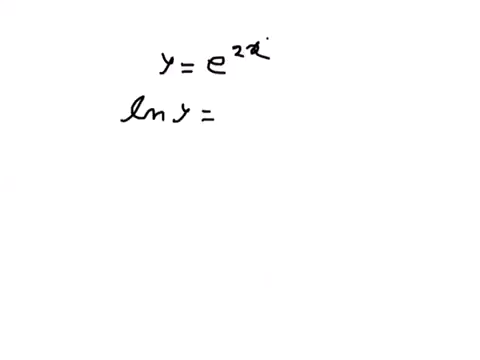 y = e^{2x}
ln y =